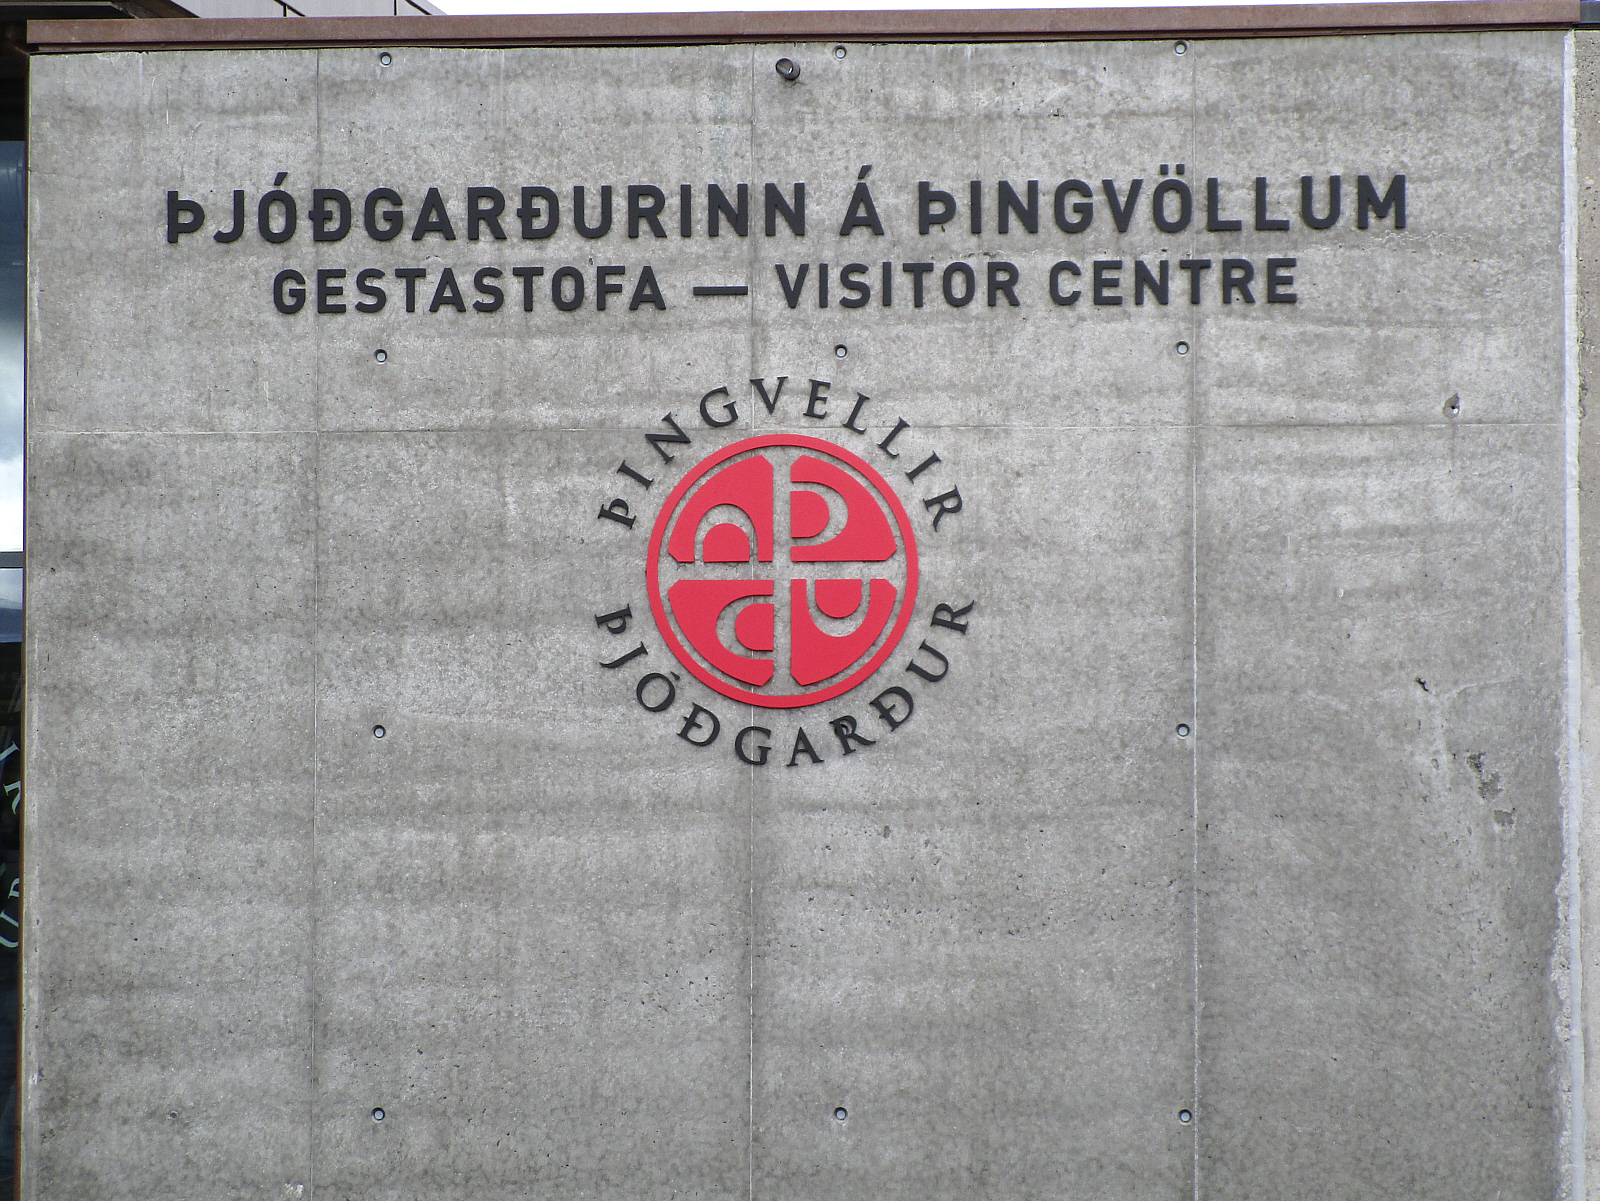 ÞJÓÐGARÐURINN Á ÞINGVÖLLUM
GESTASTOFA — VISITOR CENTRE
ÞINGVELLIR
ÞJÓÐGARÐUR